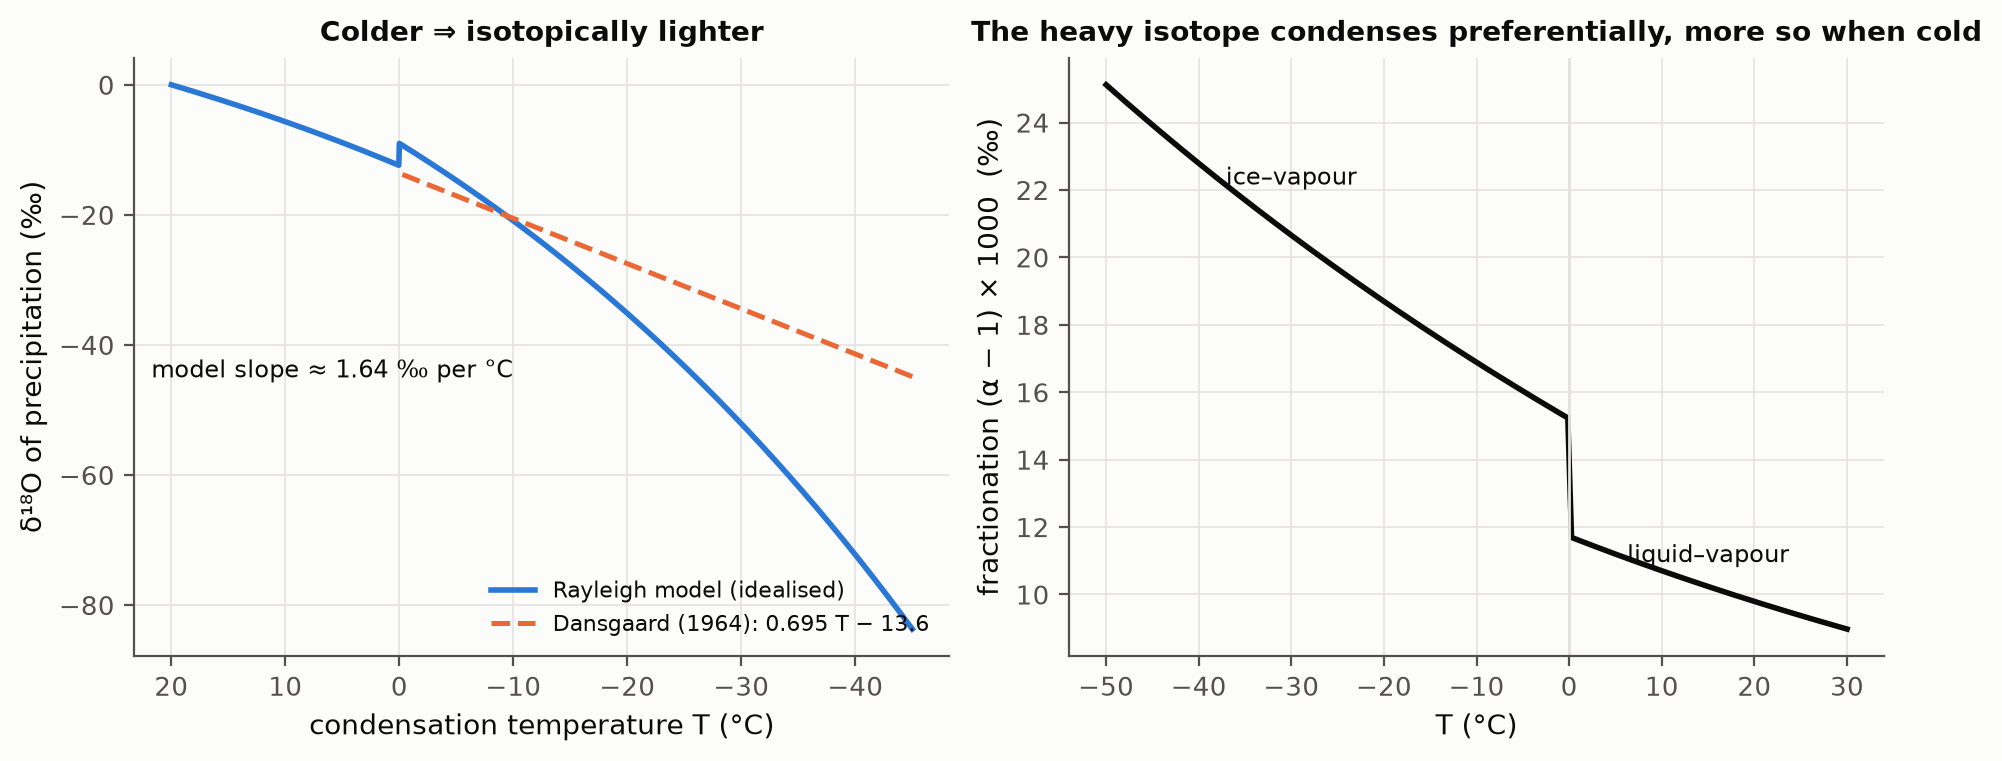 Colder ⇒ isotopically lighter
δ¹⁸O of precipitation (‰)
0
−20
−40
−60
−80
model slope ≈ 1.64 ‰ per °C
Rayleigh model (idealised)
Dansgaard (1964): 0.695 T − 13.6
20 10 0 −10 −20 −30 −40
condensation temperature T (°C)
The heavy isotope condenses preferentially, more so when cold
fractionation (α − 1) × 1000 (‰)
24
22
20
18
16
14
12
10
ice–vapour
liquid–vapour
−50 −40 −30 −20 −10 0 10 20 30
T (°C)